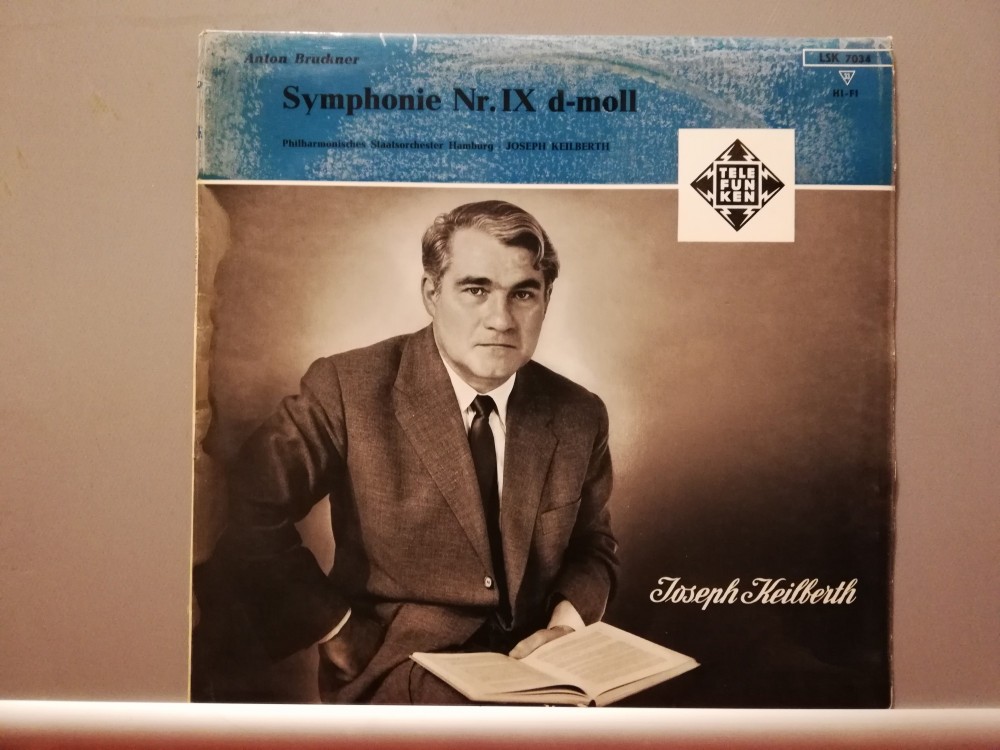 Anton Bruckner
LSK 7034
HI-FI
Symphonie Nr. IX d-moll
Philharmonisches Staatsorchester Hamburg JOSEPH KEILBERTH
TELE
FUN
KEN
Joseph Keilberth